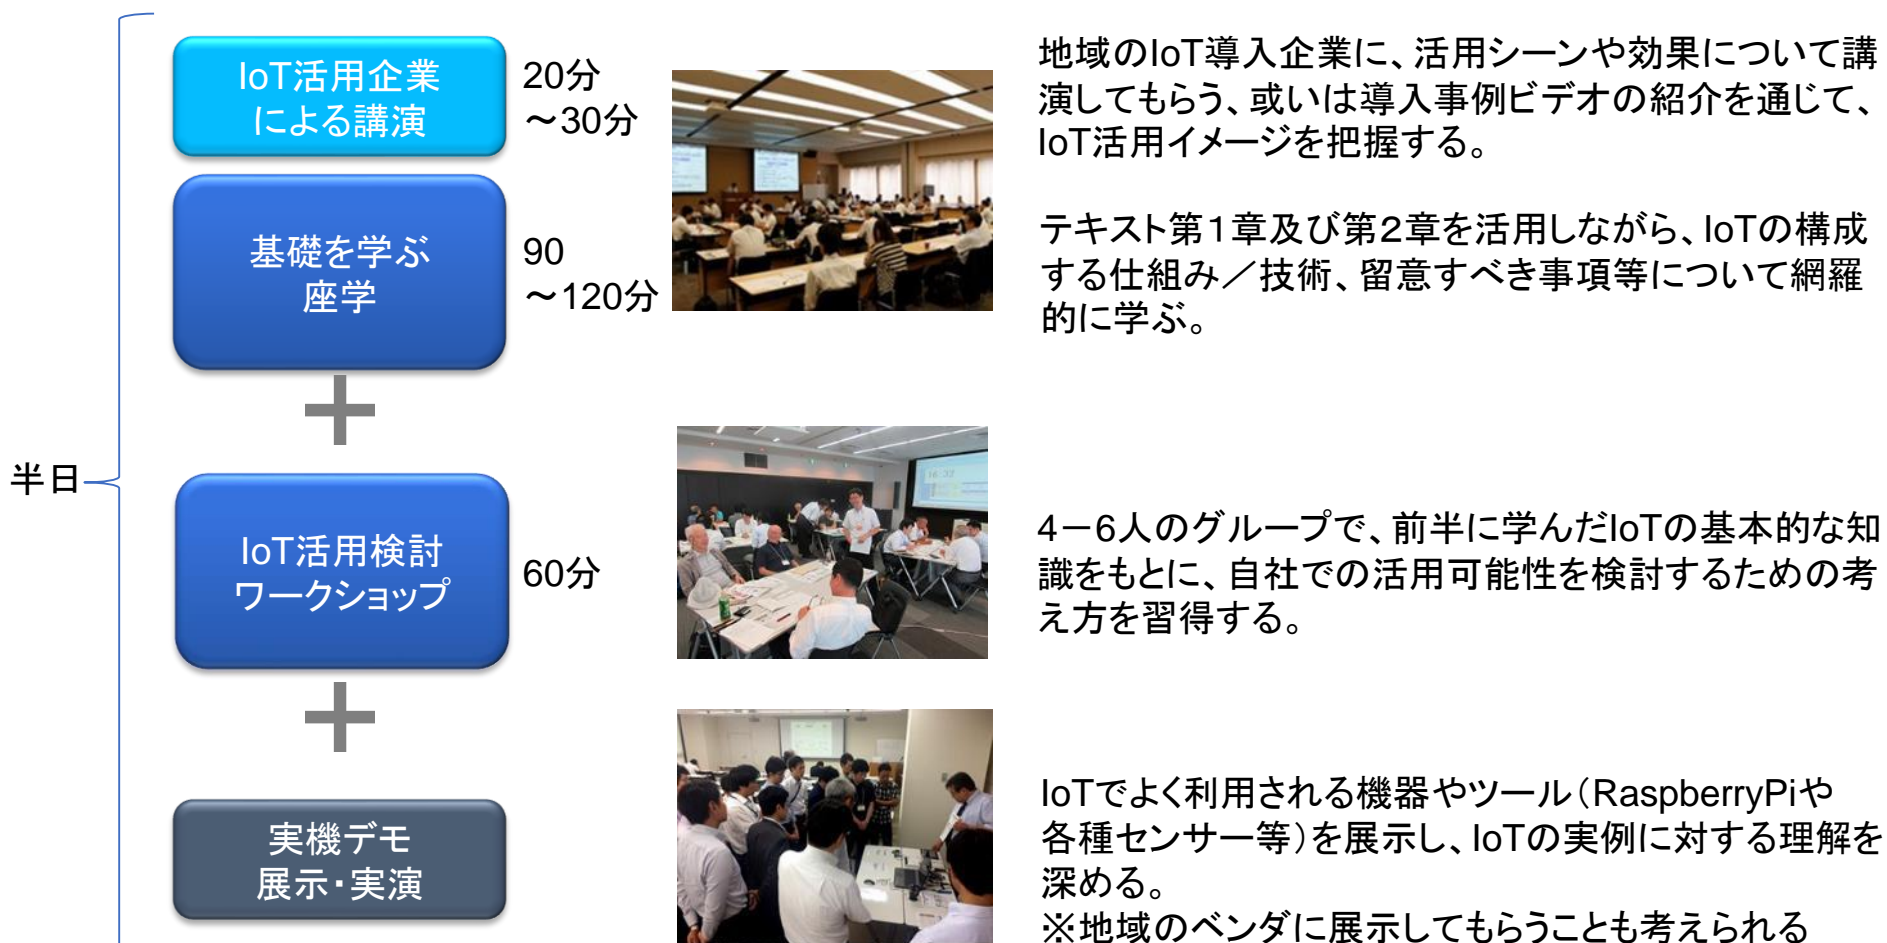 IoT活用企業
による講演
20分
～30分
地域のIoT導入企業に、活用シーンや効果について講
演してもらう、或いは導入事例ビデオの紹介を通じて、
IoT活用イメージを把握する。
基礎を学ぶ
座学
90
～120分
テキスト第1章及び第2章を活用しながら、IoTの構成
する仕組み／技術、留意すべき事項等について網羅
的に学ぶ。
半日
IoT活用検討
ワークショップ
60分
4－6人のグループで、前半に学んだIoTの基本的な知
識をもとに、自社での活用可能性を検討するための考
え方を習得する。
実機デモ
展示・実演
IoTでよく利用される機器やツール（RaspberryPiや
各種センサー等）を展示し、IoTの実例に対する理解を
深める。
※地域のベンダに展示してもらうことも考えられる